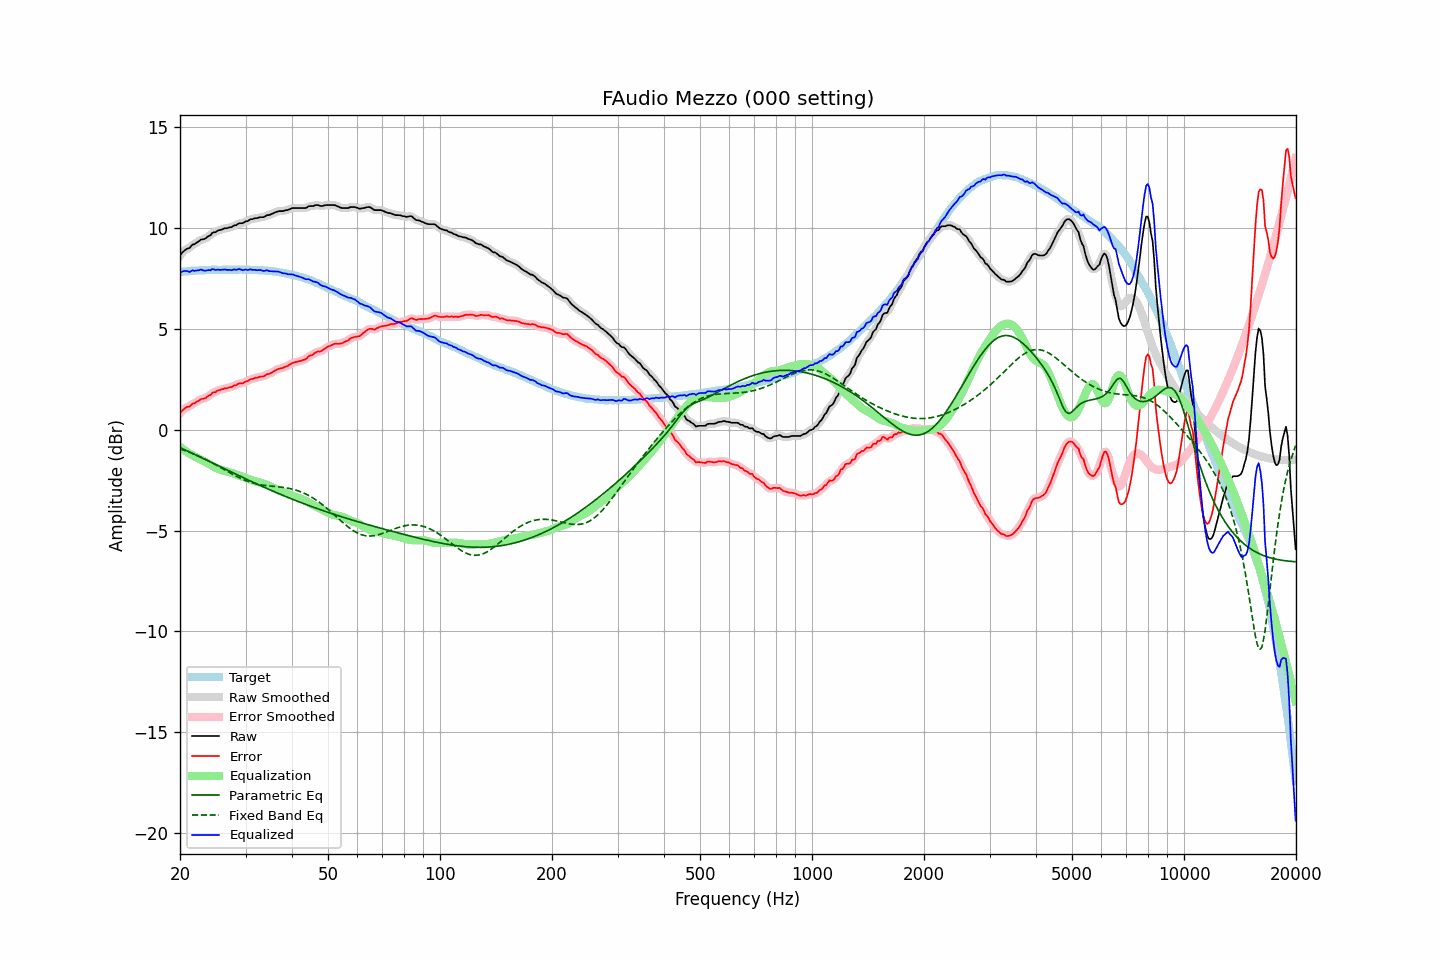 FAudio Mezzo (000 setting)
15
10
5
0
−5
−10
−15
−20
Amplitude (dBr)
Target
Raw Smoothed
Error Smoothed
Raw
Error
Equalization
Parametric Eq
Fixed Band Eq
Equalized
20 50 100 200 500 1000 2000 5000 10000 20000
Frequency (Hz)